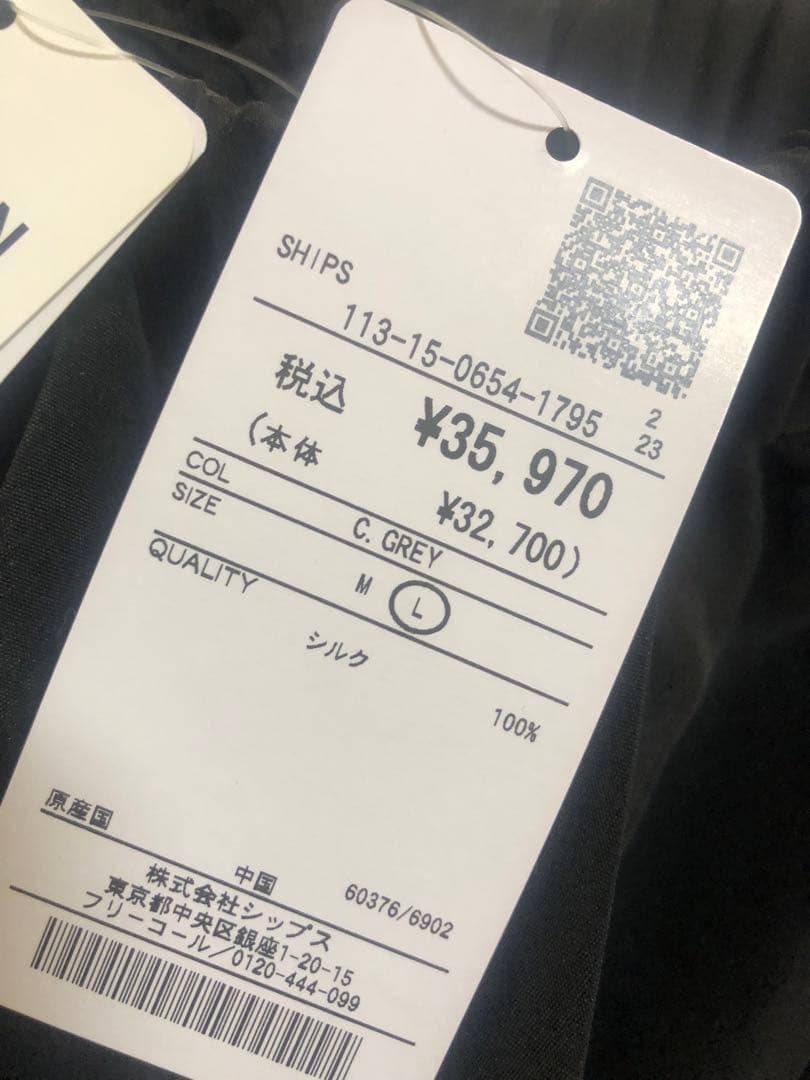 N
SHIPS
113-15-0654-1795 2
23
税込 ¥35,970
(本体 ¥32,700)
COL C. GREY
SIZE M L
QUALITY
シルク 100%
原産国
中国 60376/6902
株式会社シップス
東京都中央区銀座1-20-15
フリーコール/0120-444-099